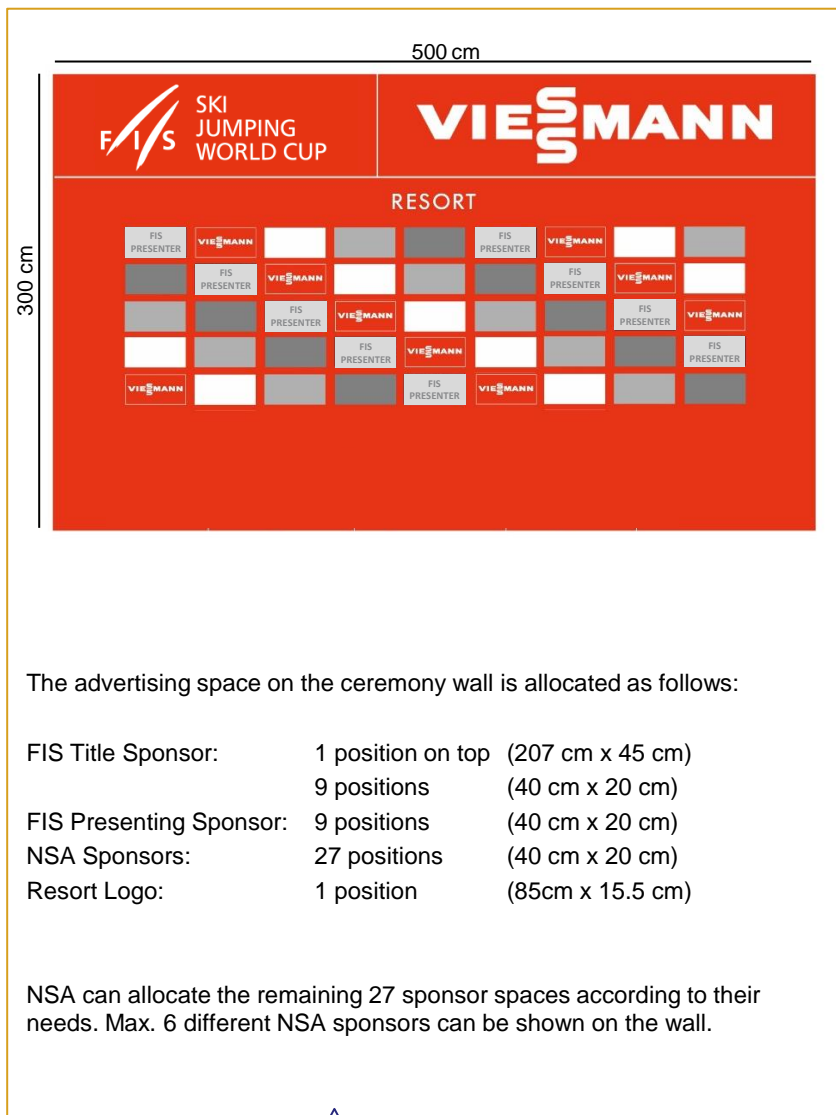 500 cm
300 cm
FIS
SKI
JUMPING
WORLD CUP
VIESSMANN
RESORT
FIS
PRESENTER
VIESSMANN
FIS
PRESENTER
VIESSMANN
FIS
PRESENTER
VIESSMANN
FIS
PRESENTER
VIESSMANN
FIS
PRESENTER
VIESSMANN
FIS
PRESENTER
VIESSMANN
FIS
PRESENTER
VIESSMANN
FIS
PRESENTER
VIESSMANN
FIS
PRESENTER
VIESSMANN
The advertising space on the ceremony wall is allocated as follows:
FIS Title Sponsor: 1 position on top (207 cm x 45 cm)
9 positions (40 cm x 20 cm)
FIS Presenting Sponsor: 9 positions (40 cm x 20 cm)
NSA Sponsors: 27 positions (40 cm x 20 cm)
Resort Logo: 1 position (85cm x 15.5 cm)
NSA can allocate the remaining 27 sponsor spaces according to their
needs. Max. 6 different NSA sponsors can be shown on the wall.